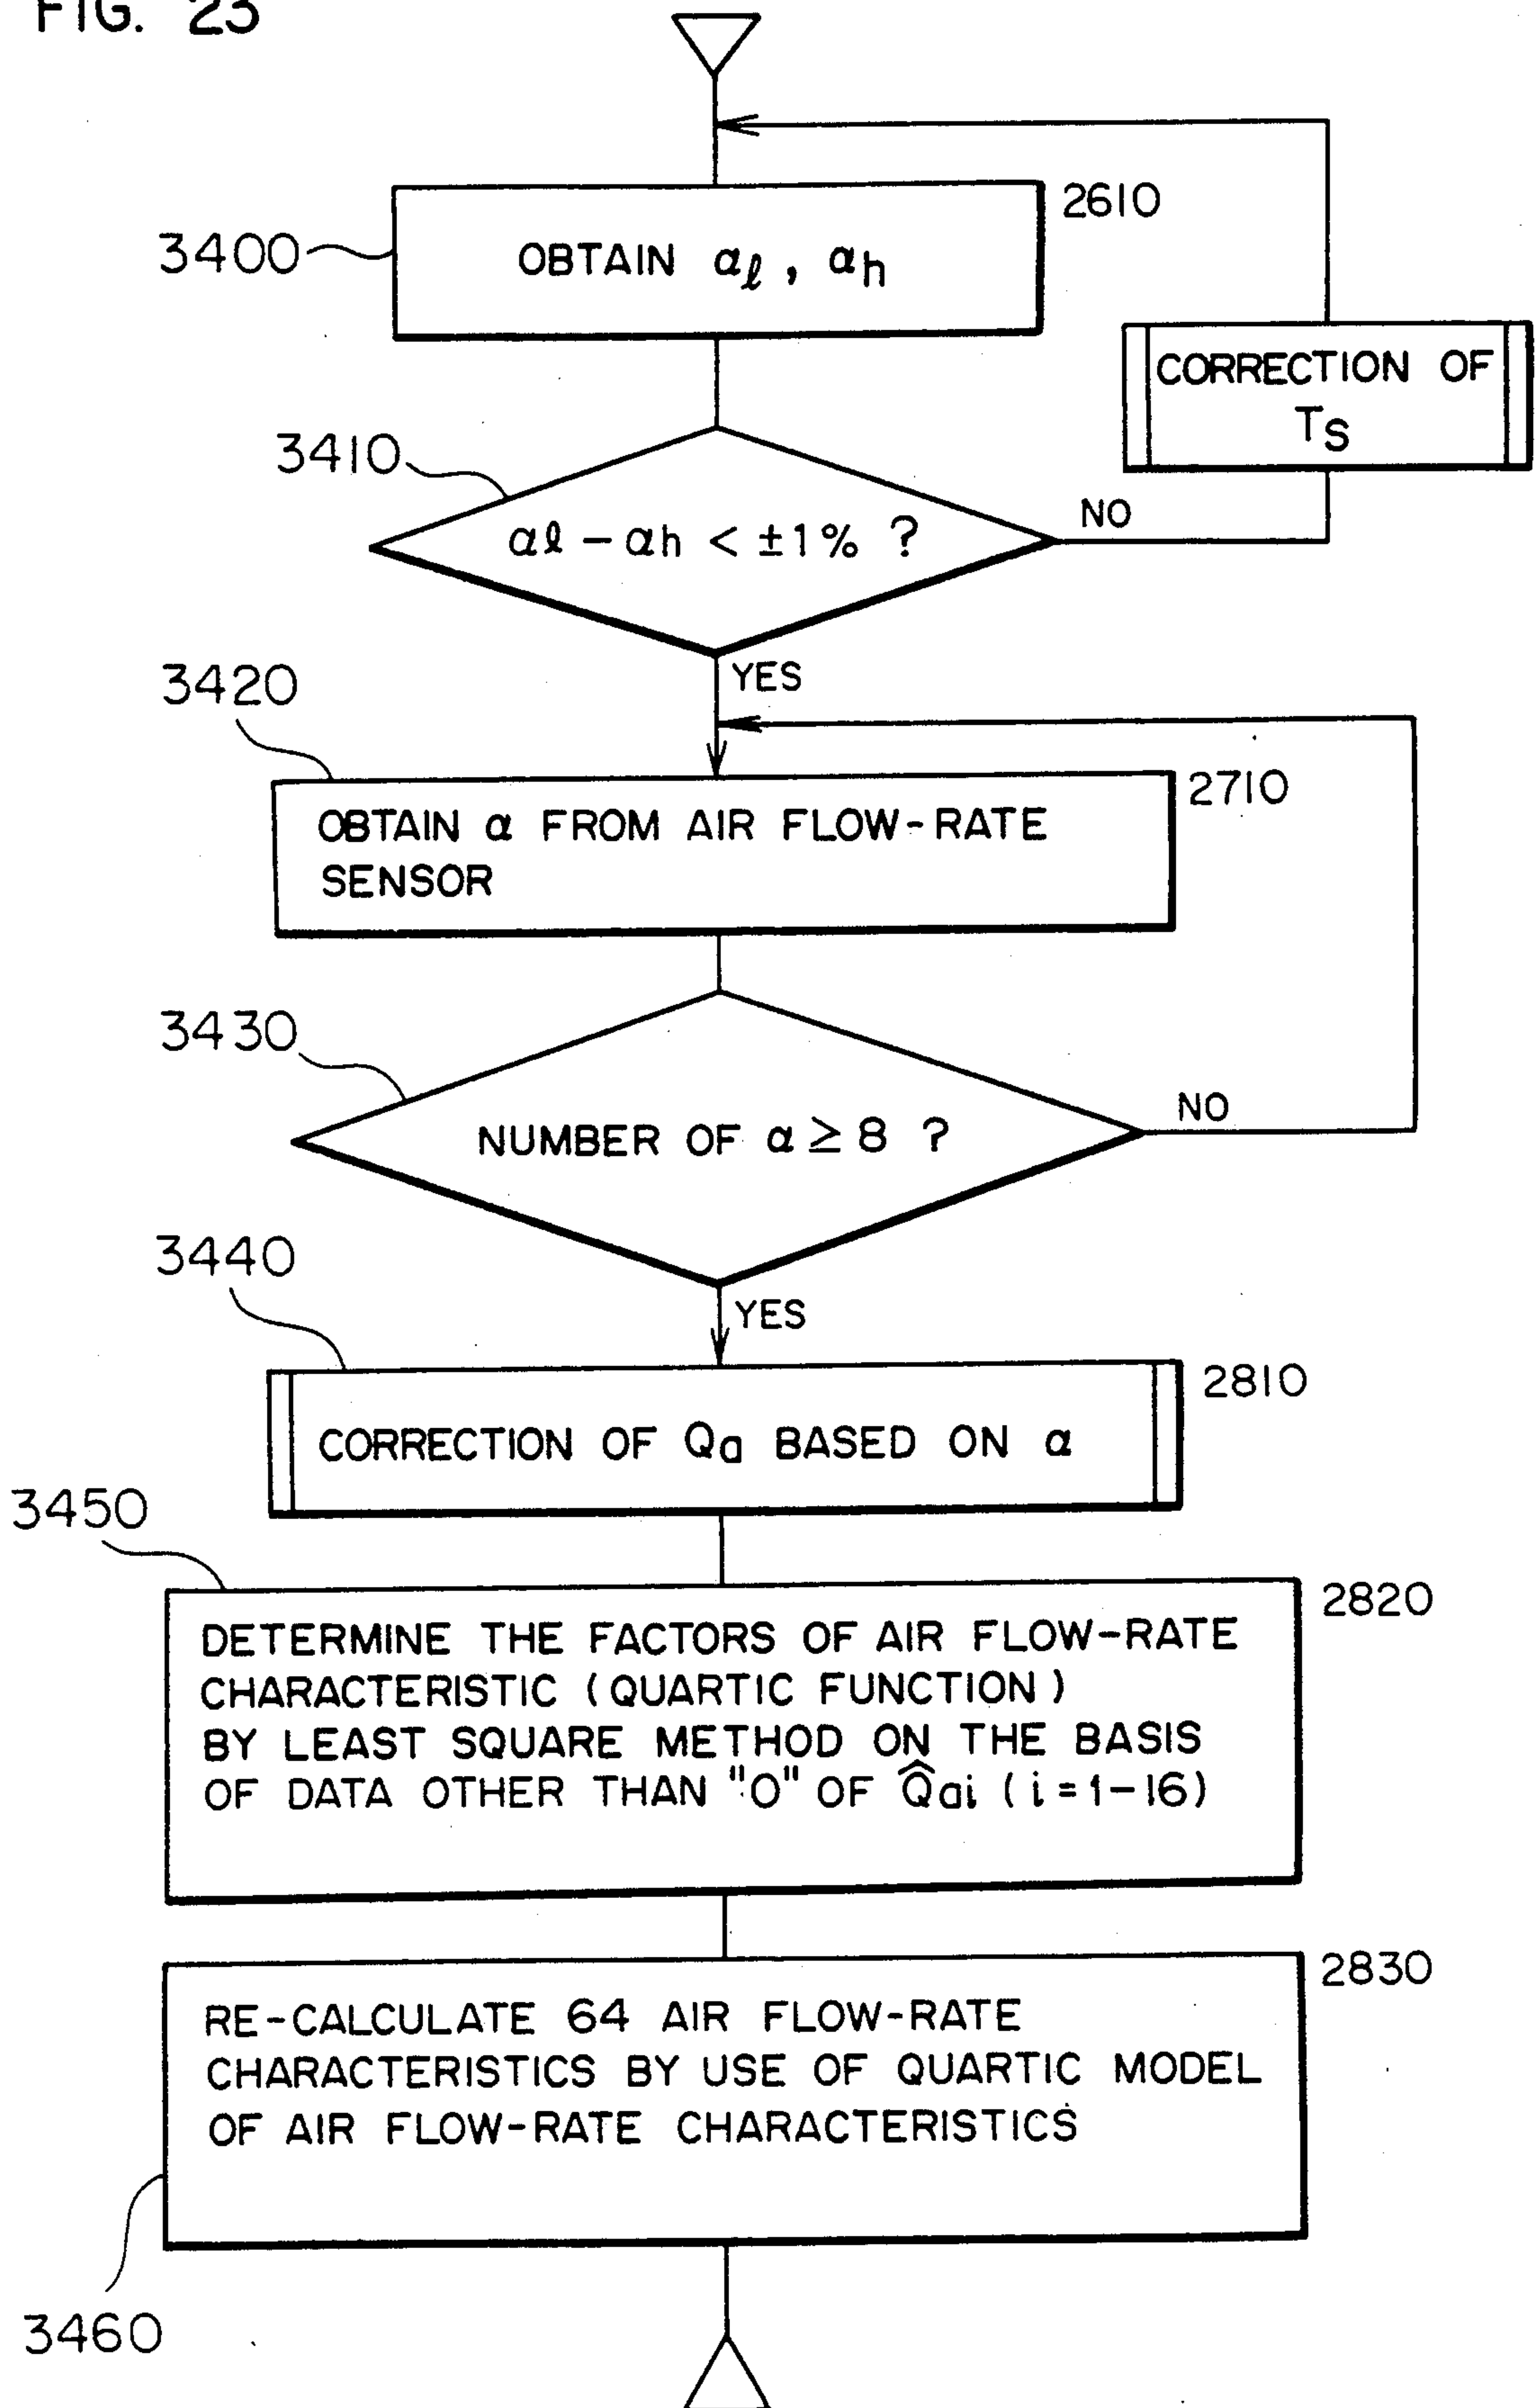 FIG. 23
2610
3400
OBTAIN αℓ, αh
CORRECTION OF
Ts
3410
αℓ - αh < ±1% ?
NO
YES
3420
2710
OBTAIN α FROM AIR FLOW-RATE
SENSOR
3430
NUMBER OF α ≥ 8 ?
NO
3440
YES
2810
CORRECTION OF Qa BASED ON α
3450
2820
DETERMINE THE FACTORS OF AIR FLOW-RATE
CHARACTERISTIC (QUARTIC FUNCTION)
BY LEAST SQUARE METHOD ON THE BASIS
OF DATA OTHER THAN "0" OF Q̂ai (i=1-16)
2830
RE-CALCULATE 64 AIR FLOW-RATE
CHARACTERISTICS BY USE OF QUARTIC MODEL
OF AIR FLOW-RATE CHARACTERISTICS
3460